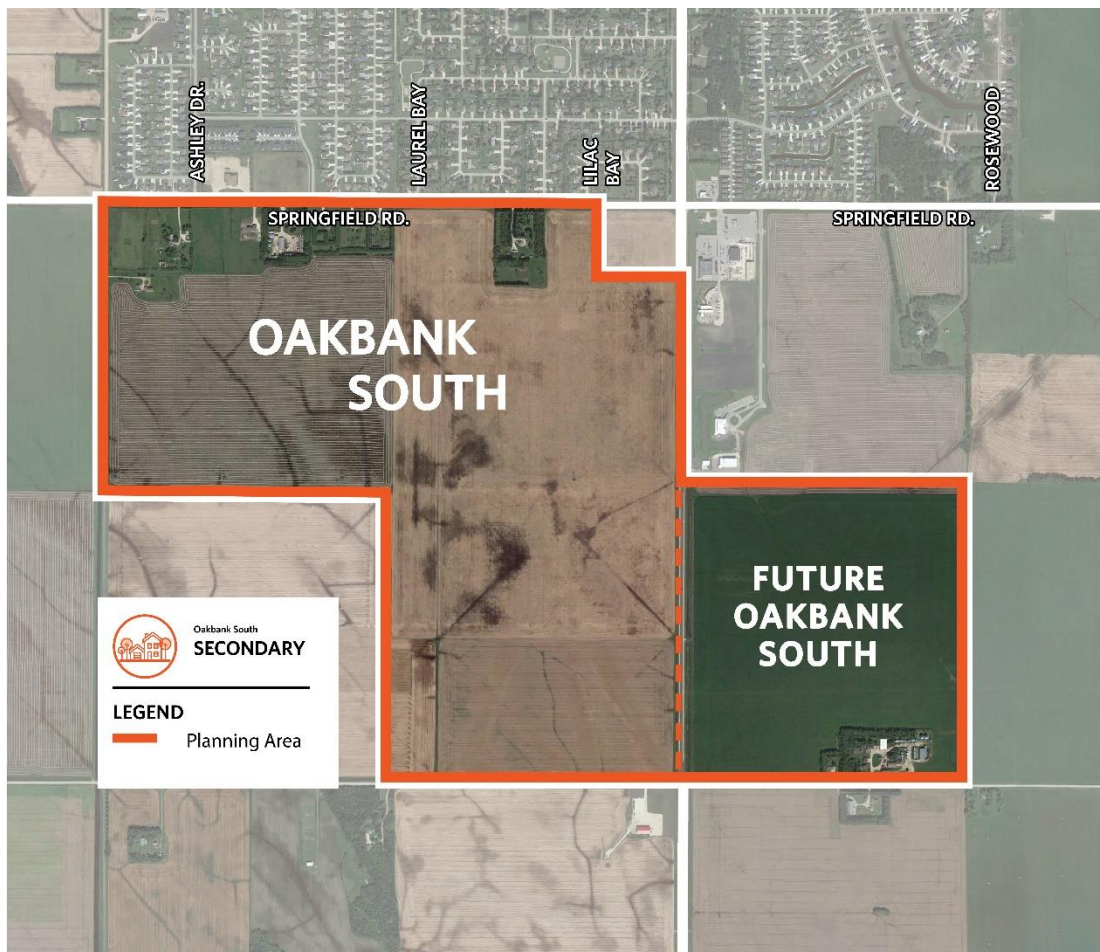 ASHLEY DR.
LAUREL BAY
LILAC
BAY
ROSEWOOD
SPRINGFIELD RD.
SPRINGFIELD RD.
OAKBANK
SOUTH
FUTURE
OAKBANK
SOUTH
Oakbank South
SECONDARY
LEGEND
Planning Area